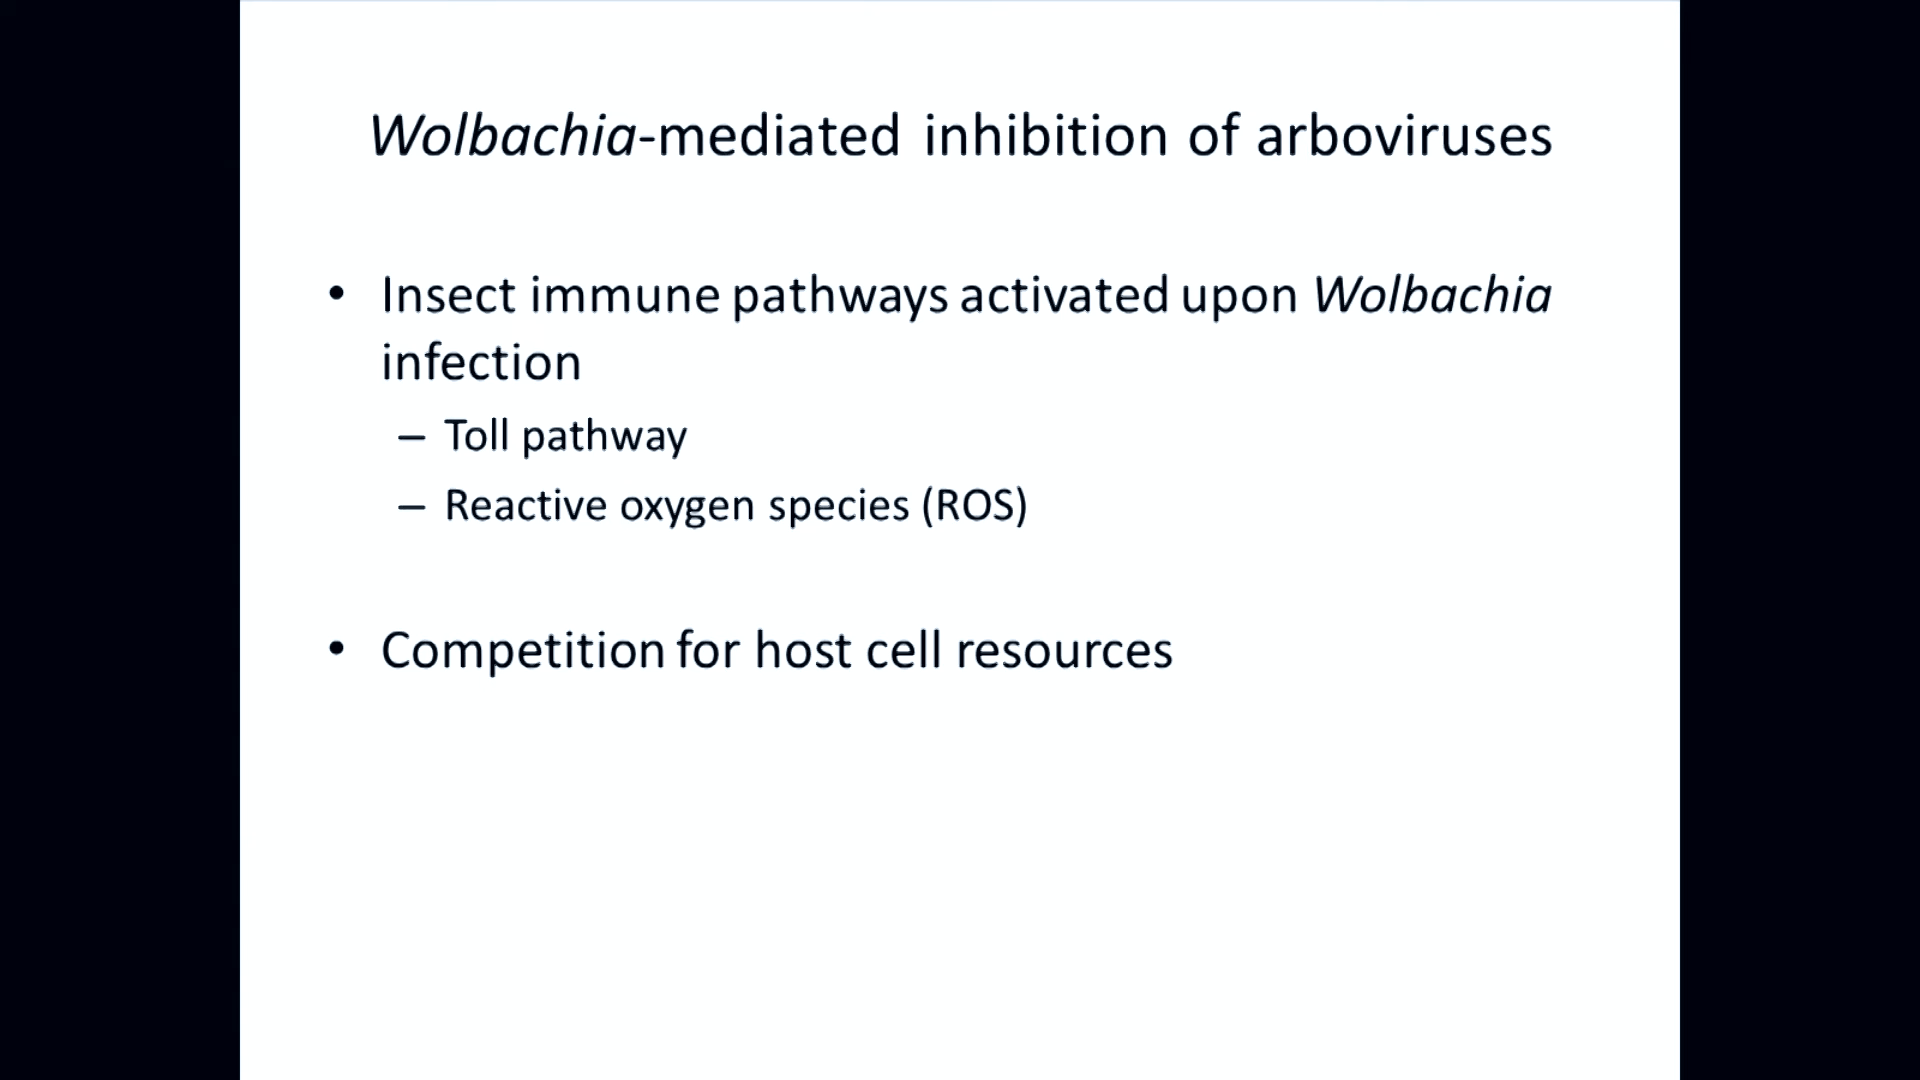 Wolbachia-mediated inhibition of arboviruses
• Insect immune pathways activated upon Wolbachia
infection
– Toll pathway
– Reactive oxygen species (ROS)
• Competition for host cell resources